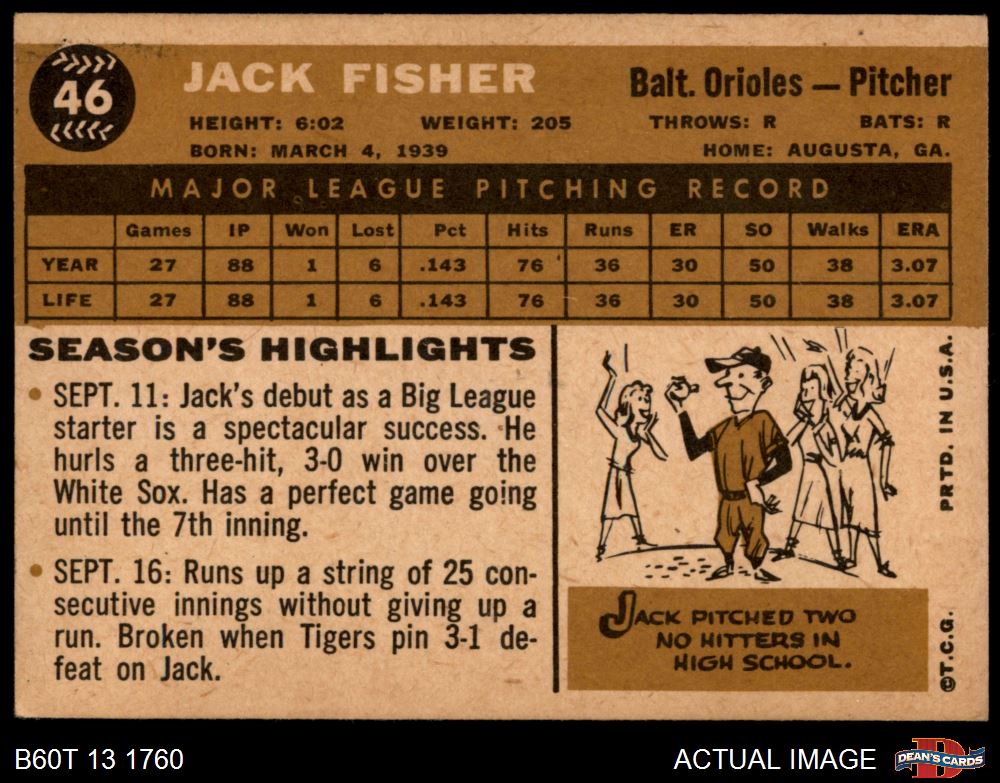 46
JACK FISHER
Balt. Orioles — Pitcher
HEIGHT: 6:02 WEIGHT: 205 THROWS: R BATS: R
BORN: MARCH 4, 1939 HOME: AUGUSTA, GA.
MAJOR LEAGUE PITCHING RECORD
Games IP Won Lost Pct Hits Runs ER SO Walks ERA
YEAR 27 88 1 6 .143 76 36 30 50 38 3.07
LIFE 27 88 1 6 .143 76 36 30 50 38 3.07
SEASON'S HIGHLIGHTS
• SEPT. 11: Jack's debut as a Big League
starter is a spectacular success. He
hurls a three-hit, 3-0 win over the
White Sox. Has a perfect game going
until the 7th inning.
• SEPT. 16: Runs up a string of 25 con-
secutive innings without giving up a
run. Broken when Tigers pin 3-1 de-
feat on Jack.
JACK PITCHED TWO
NO HITTERS IN
HIGH SCHOOL.
©T.C.G. PRTD. IN U.S.A.
B60T 13 1760
ACTUAL IMAGE
D
DEAN'S CARDS